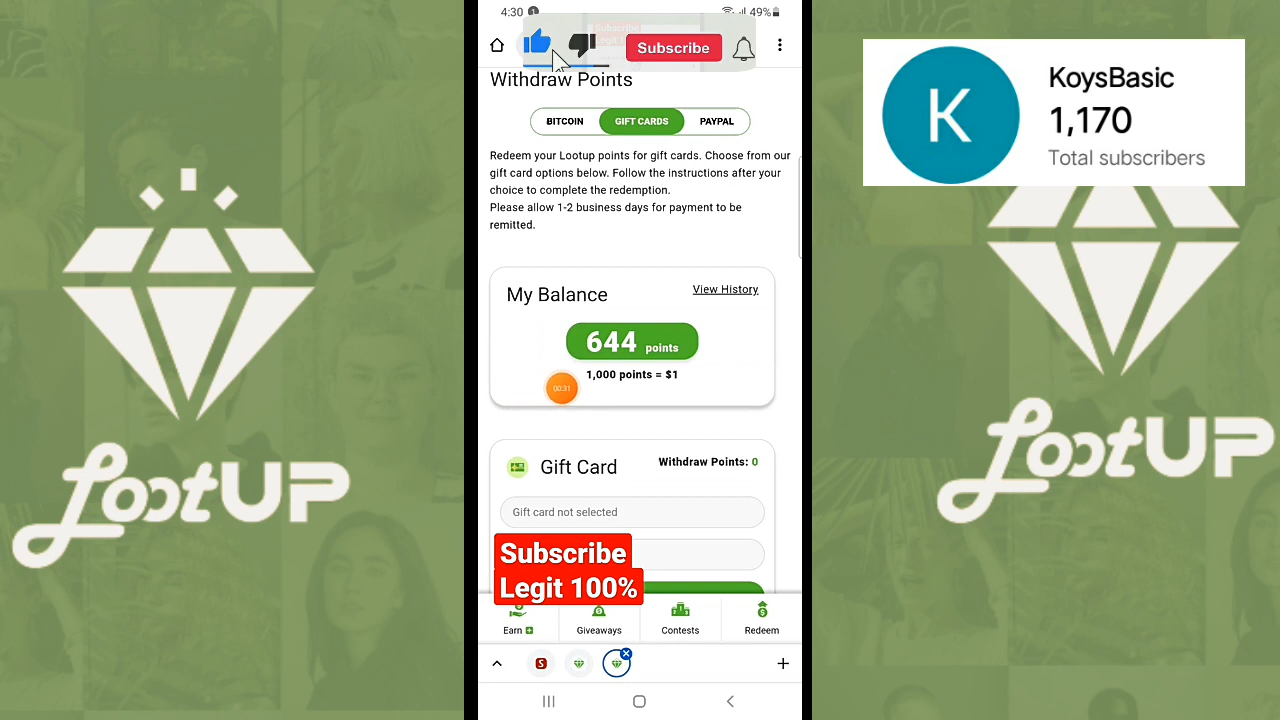 4:30
49%
Subscribe
Withdraw Points
BITCOIN
GIFT CARDS
PAYPAL
Redeem your Lootup points for gift cards. Choose from our
gift card options below. Follow the instructions after your
choice to complete the redemption.
Please allow 1-2 business days for payment to be
remitted.
My Balance
View History
644 points
1,000 points = $1
00:31
Gift Card
Withdraw Points: 0
Gift card not selected
Subscribe
Legit 100%
Earn
Giveaways
Contests
Redeem
S
K
KoysBasic
1,170
Total subscribers
LootUP
LootUP